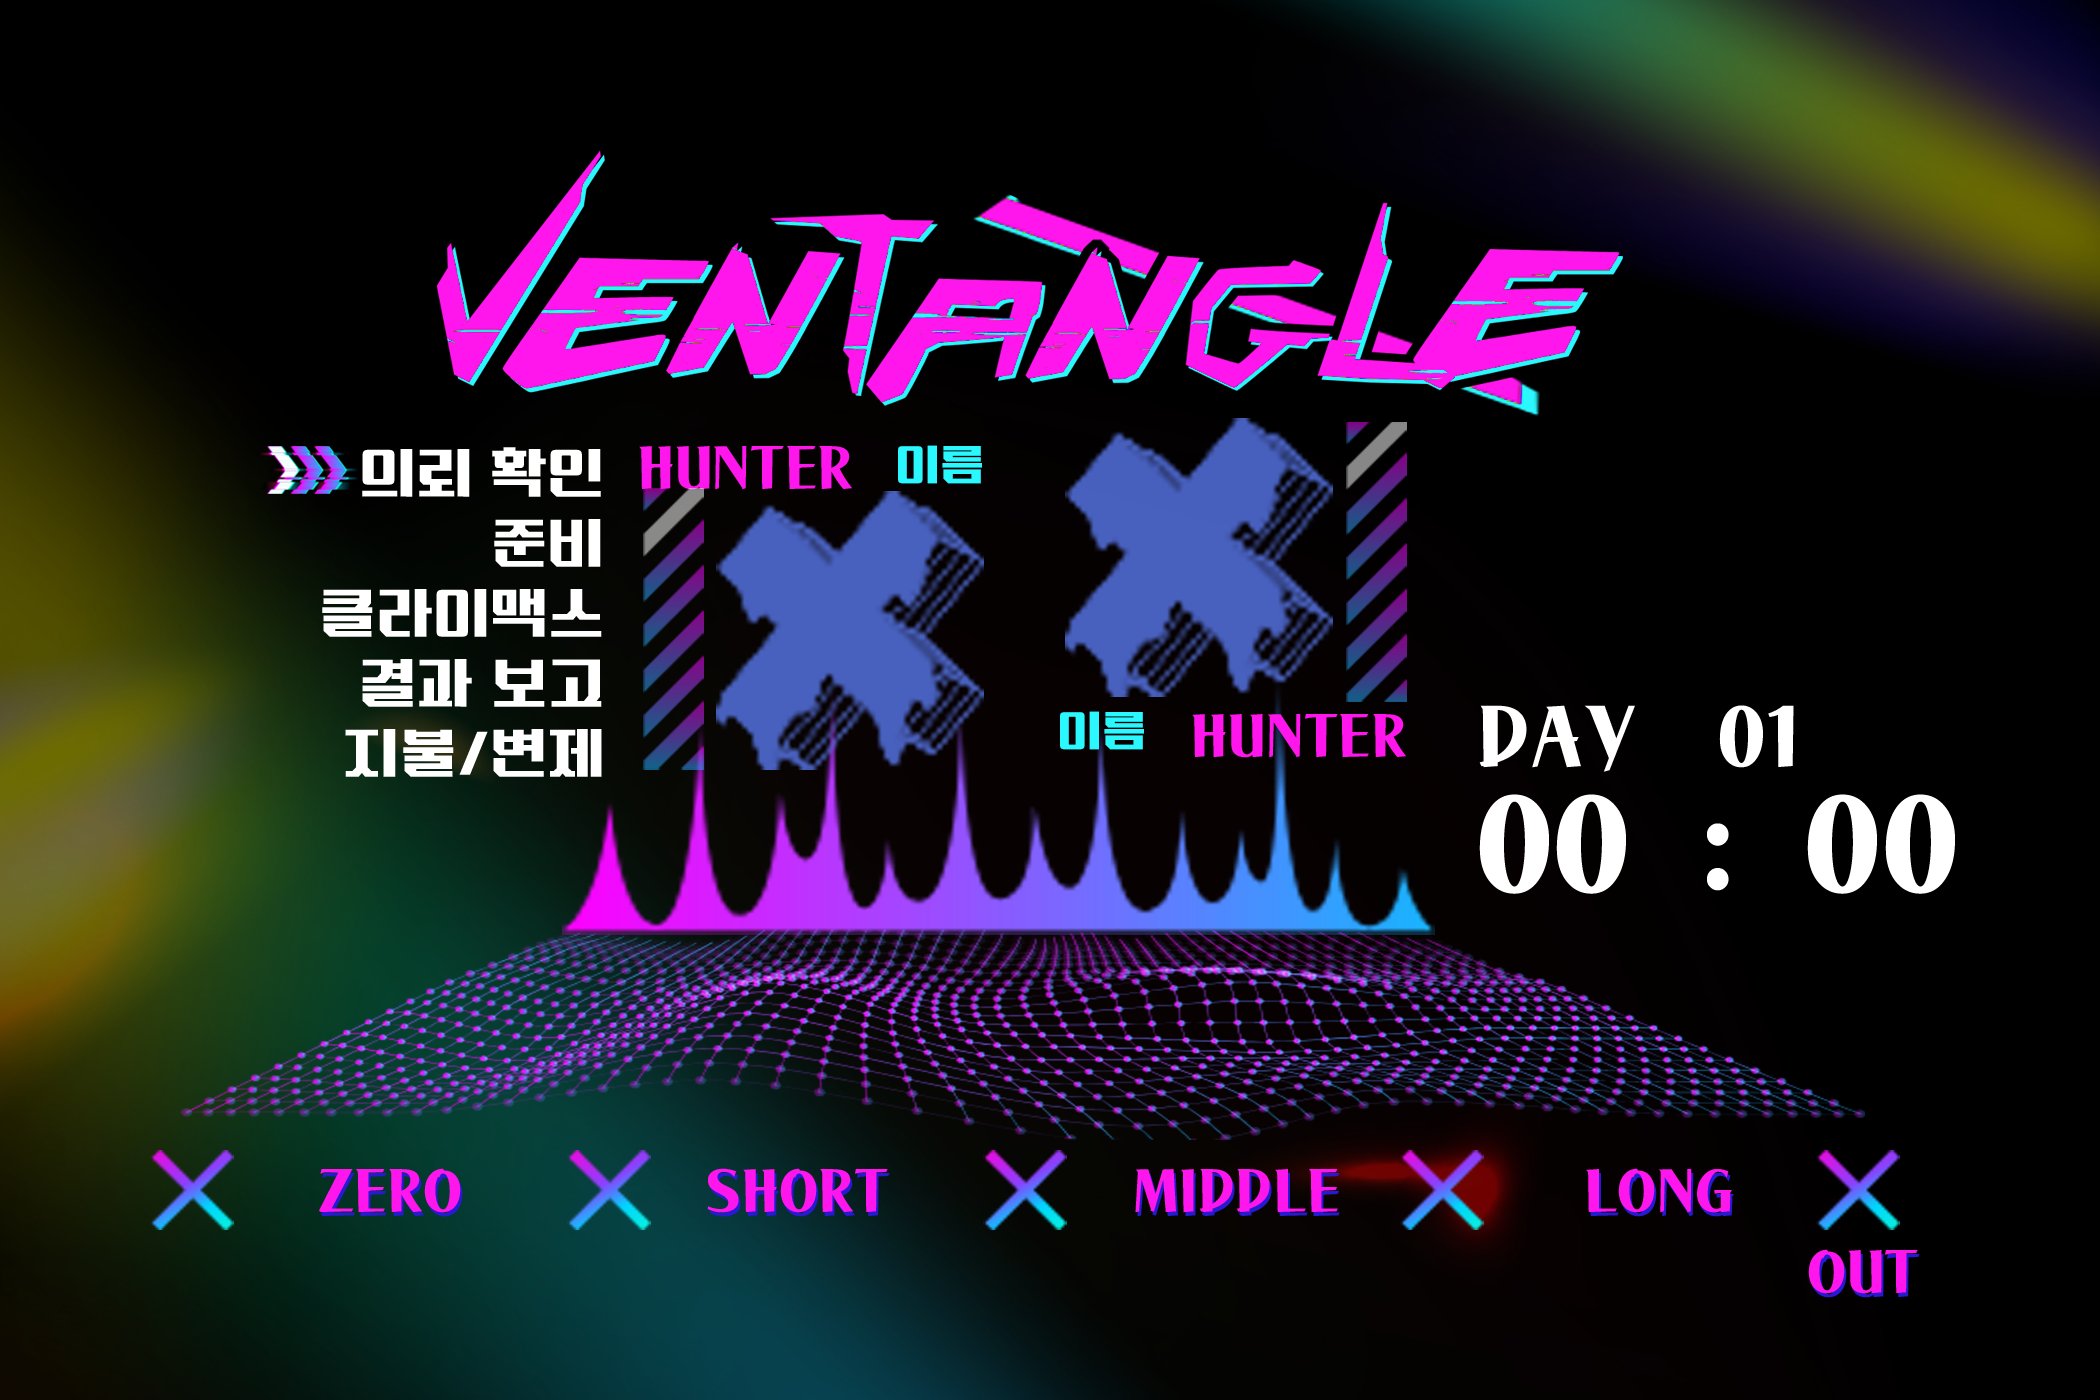 VENTANGLE
의뢰 확인
준비
클라이맥스
결과 보고
지불/변제
HUNTER 이름
이름 HUNTER
DAY 01
00 : 00
ZERO SHORT MIDDLE LONG
OUT